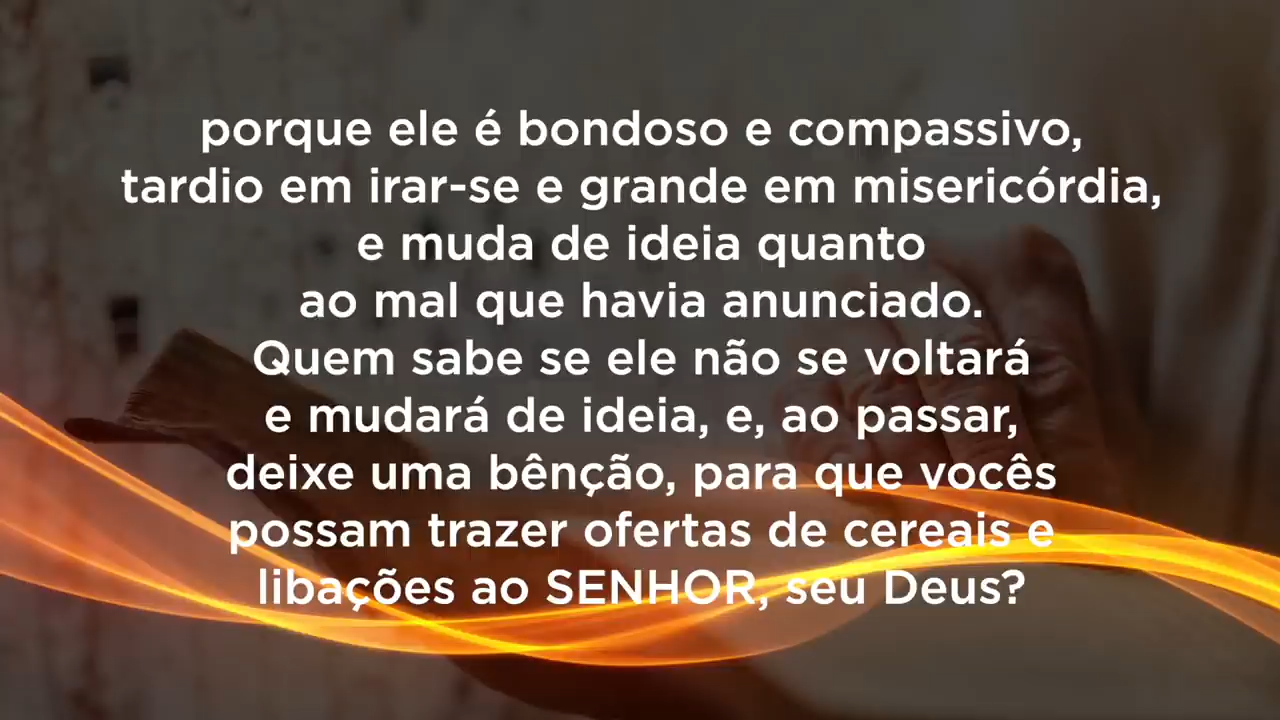 porque ele é bondoso e compassivo,
tardio em irar-se e grande em misericórdia,
e muda de ideia quanto
ao mal que havia anunciado.
Quem sabe se ele não se voltará
e mudará de ideia, e, ao passar,
deixe uma bênção, para que vocês
possam trazer ofertas de cereais e
libações ao SENHOR, seu Deus?